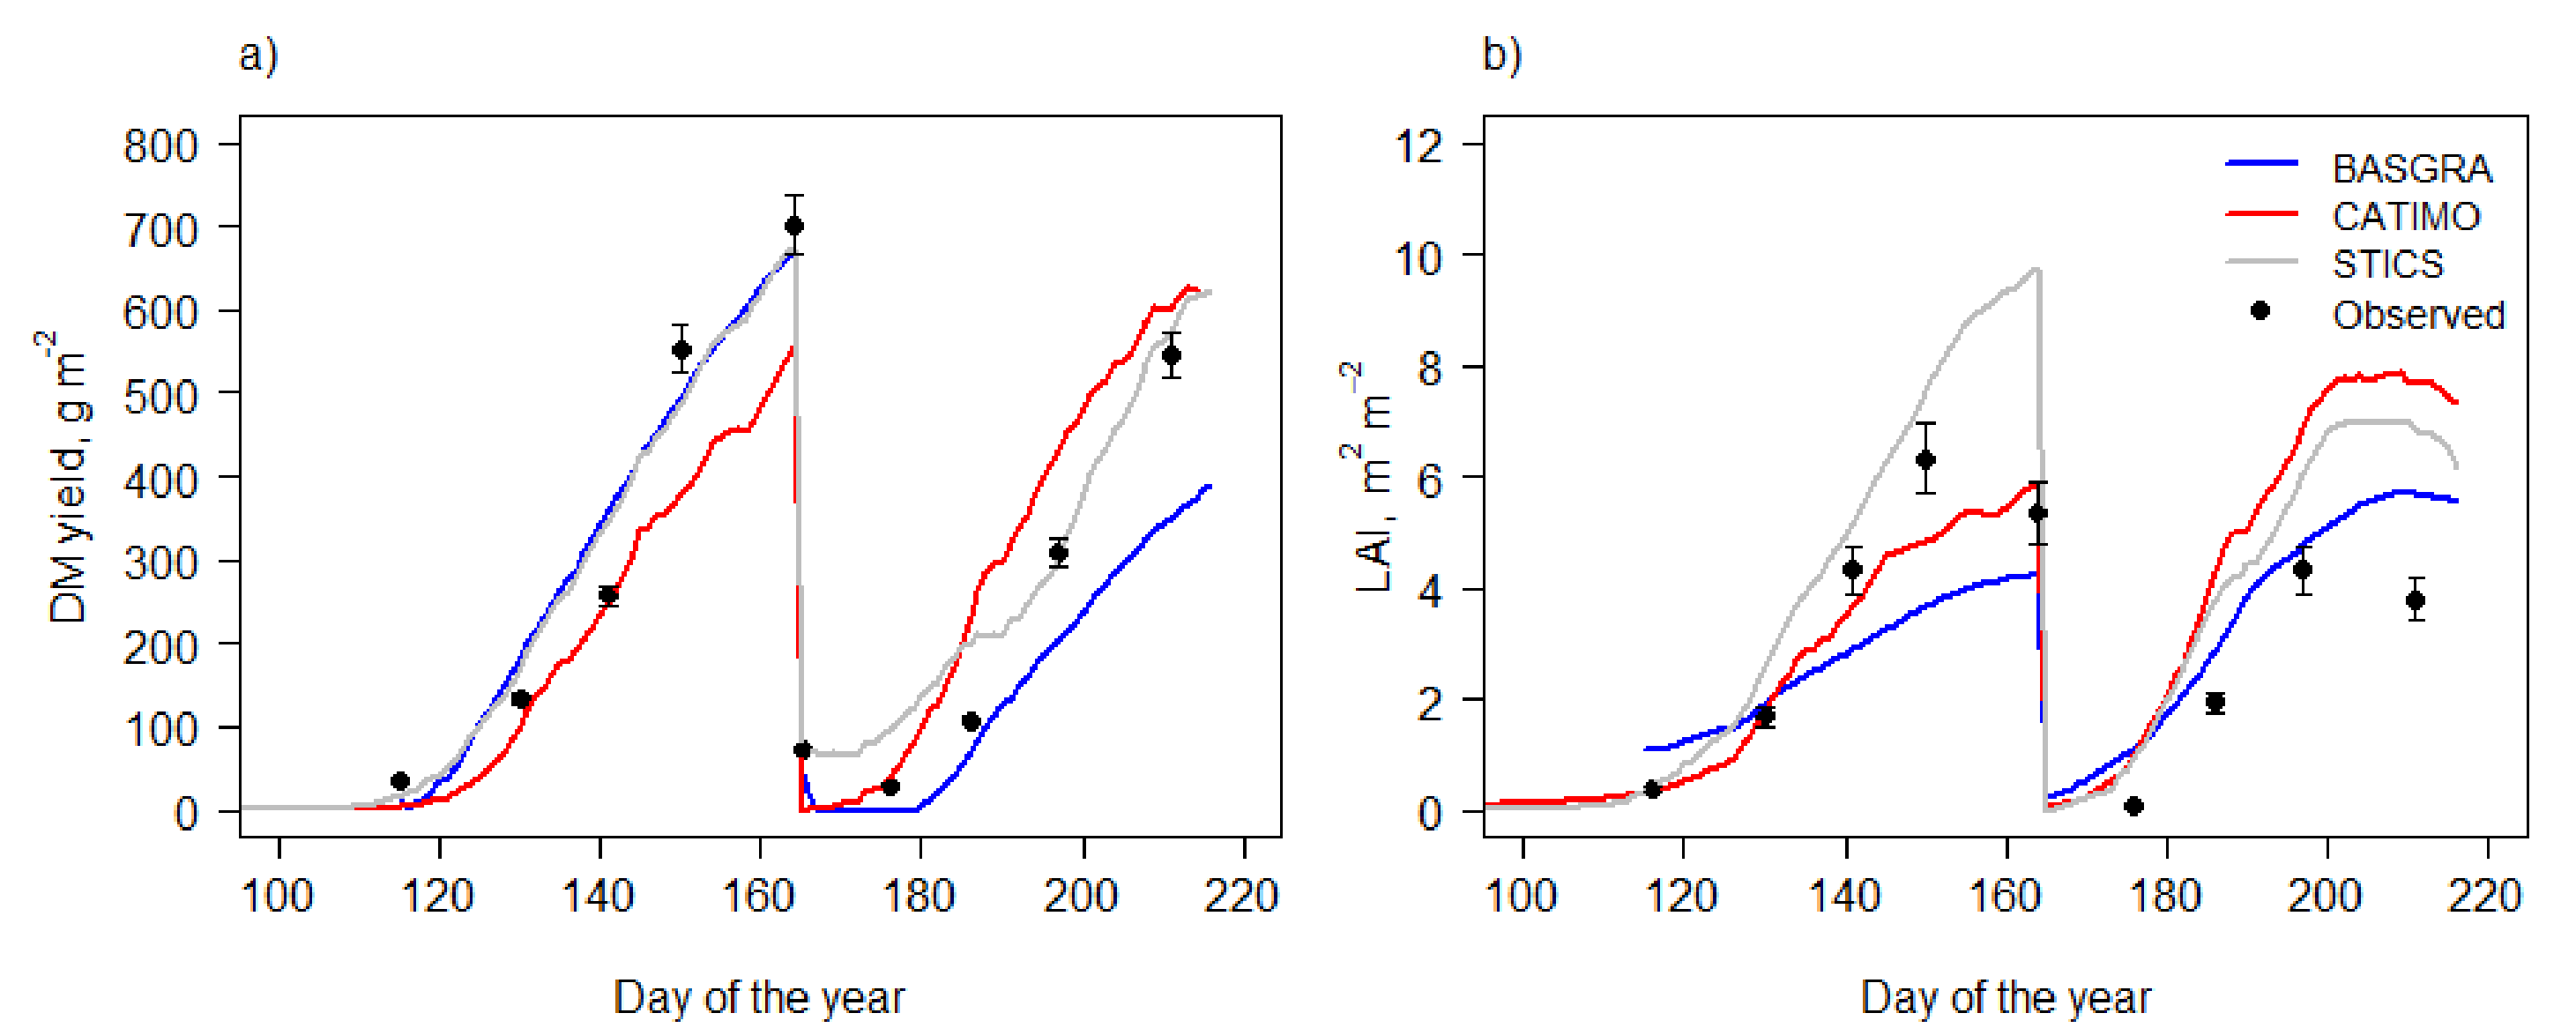 a)
800
700
600
500
400
300
200
100
0
DM yield, g m-2
100 120 140 160 180 200 220
Day of the year
b)
12
10
8
6
4
2
0
LAI, m2 m−2
BASGRA
CATIMO
STICS
Observed
100 120 140 160 180 200 220
Day of the year